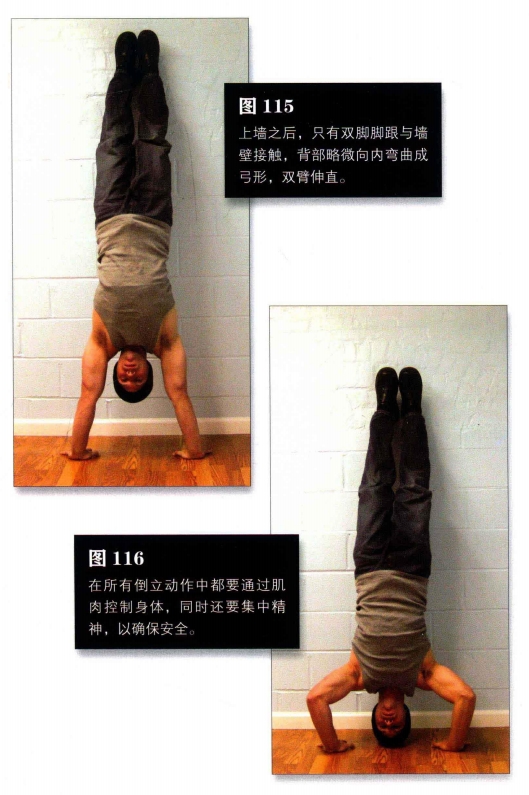 图 115
上墙之后，只有双脚脚跟与墙
壁接触，背部略微向内弯曲成
弓形，双臂伸直。
图 116
在所有倒立动作中都要通过肌
肉控制身体，同时还要集中精
神，以确保安全。